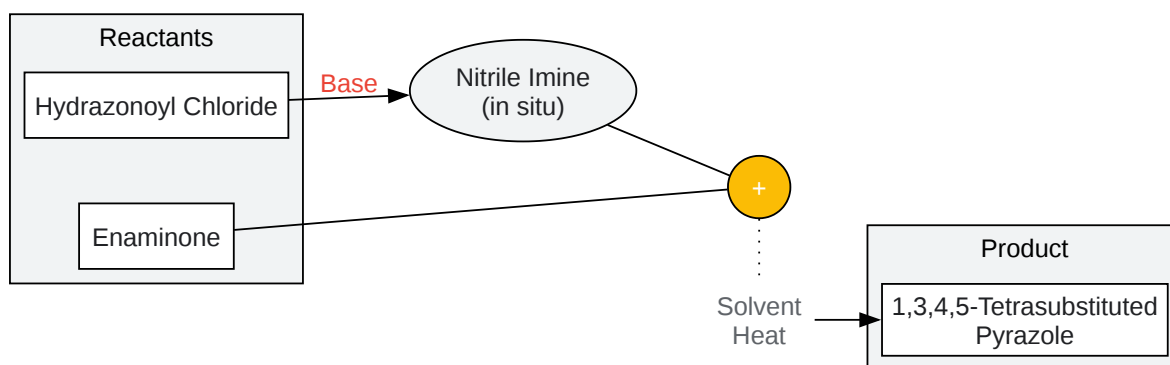 Reactants
Hydrazonoyl Chloride
Base
Nitrile Imine
(in situ)
Enaminone
+
Solvent
Heat
Product
1,3,4,5-Tetrasubstituted
Pyrazole